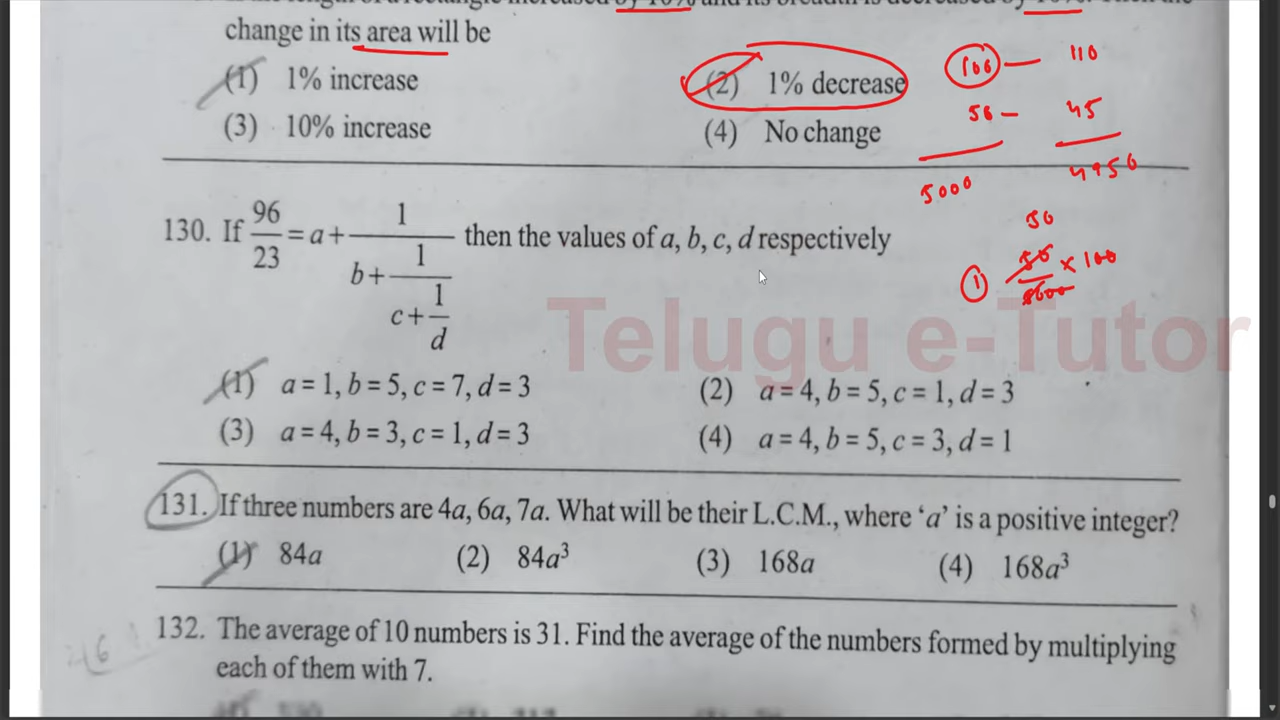 change in its area will be
(1) 1% increase
(2) 1% decrease
(3) 10% increase
(4) No change
100 — 110
50 — 45
5000
4950
50
1 50/5000 × 100
130. If 96/23 = a + 1/(b + 1/(c + 1/d)) then the values of a, b, c, d respectively
Telugu e-Tutor
(1) a = 1, b = 5, c = 7, d = 3
(2) a = 4, b = 5, c = 1, d = 3
(3) a = 4, b = 3, c = 1, d = 3
(4) a = 4, b = 5, c = 3, d = 1
131. If three numbers are 4a, 6a, 7a. What will be their L.C.M., where ‘a’ is a positive integer?
(1) 84a (2) 84a³ (3) 168a (4) 168a³
132. The average of 10 numbers is 31. Find the average of the numbers formed by multiplying
each of them with 7.